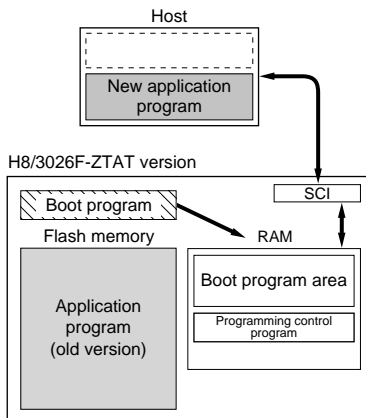 Host
New application
program
H8/3026F-ZTAT version
SCI
Boot program
Flash memory
RAM
Application
program
(old version)
Boot program area
Programming control
program